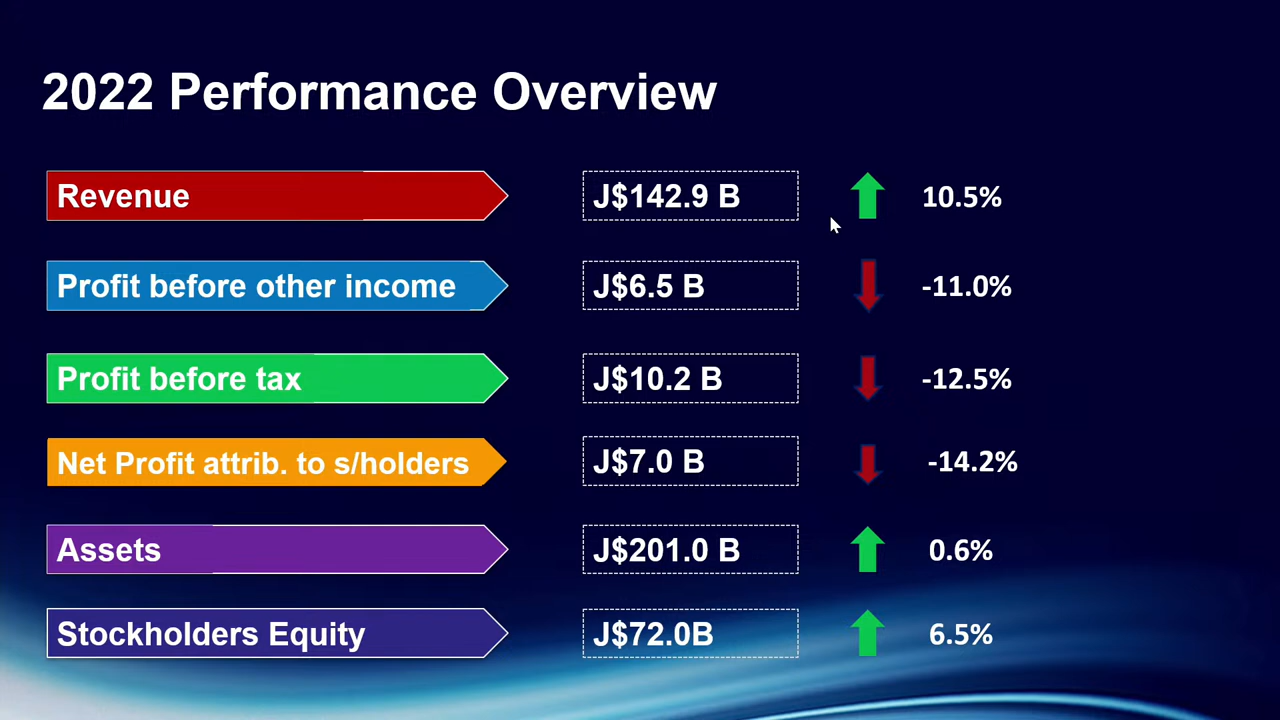 2022 Performance Overview
Revenue J$142.9 B 10.5%
Profit before other income J$6.5 B -11.0%
Profit before tax J$10.2 B -12.5%
Net Profit attrib. to s/holders J$7.0 B -14.2%
Assets J$201.0 B 0.6%
Stockholders Equity J$72.0B 6.5%